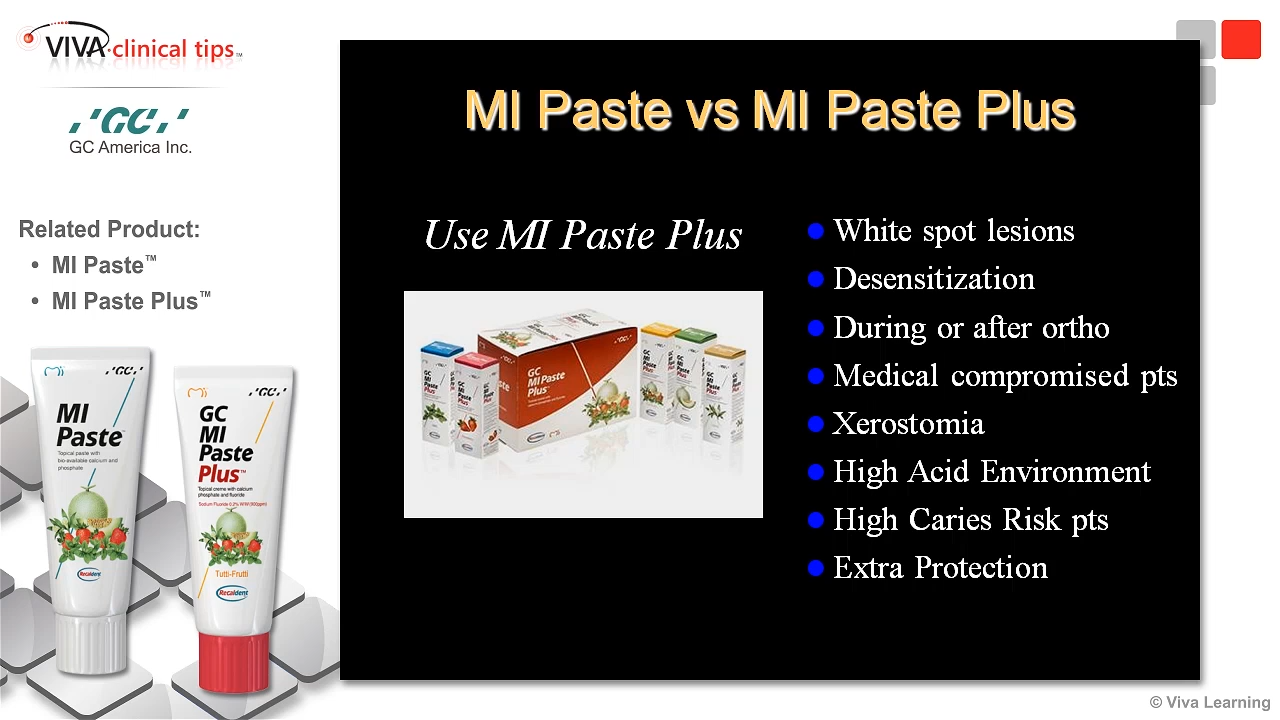 VIVA clinical tips™
GC
GC America Inc.
Related Product:
• MI Paste™
• MI Paste Plus™
GC
MI
Paste
Topical paste with
bio-available calcium and
phosphate
Recaldent
GC
GC
MI
Paste
Plus™
Topical creme with calcium
phosphate and fluoride
Sodium Fluoride 0.2% W/W (900ppm)
Tutti-Frutti
Recaldent
MI Paste vs MI Paste Plus
Use MI Paste Plus
GC
MI Paste
Plus
• White spot lesions
• Desensitization
• During or after ortho
• Medical compromised pts
• Xerostomia
• High Acid Environment
• High Caries Risk pts
• Extra Protection
© Viva Learning